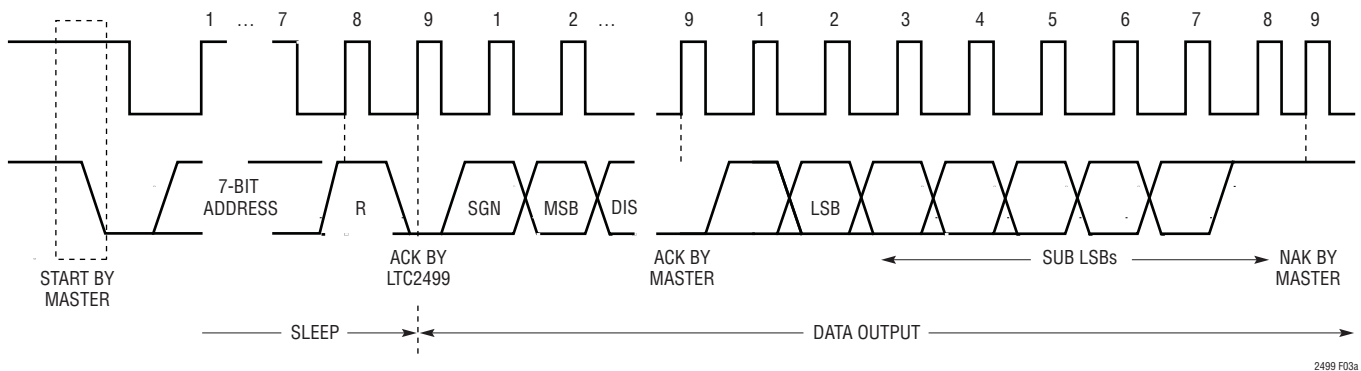 1 … 7 8 9 1 2 … 9 1 2 3 4 5 6 7 8 9
7-BIT
ADDRESS
R
SGN
MSB
DIS
LSB
START BY
MASTER
ACK BY
LTC2499
ACK BY
MASTER
SUB LSBs
NAK BY
MASTER
SLEEP
DATA OUTPUT
2499 F03a